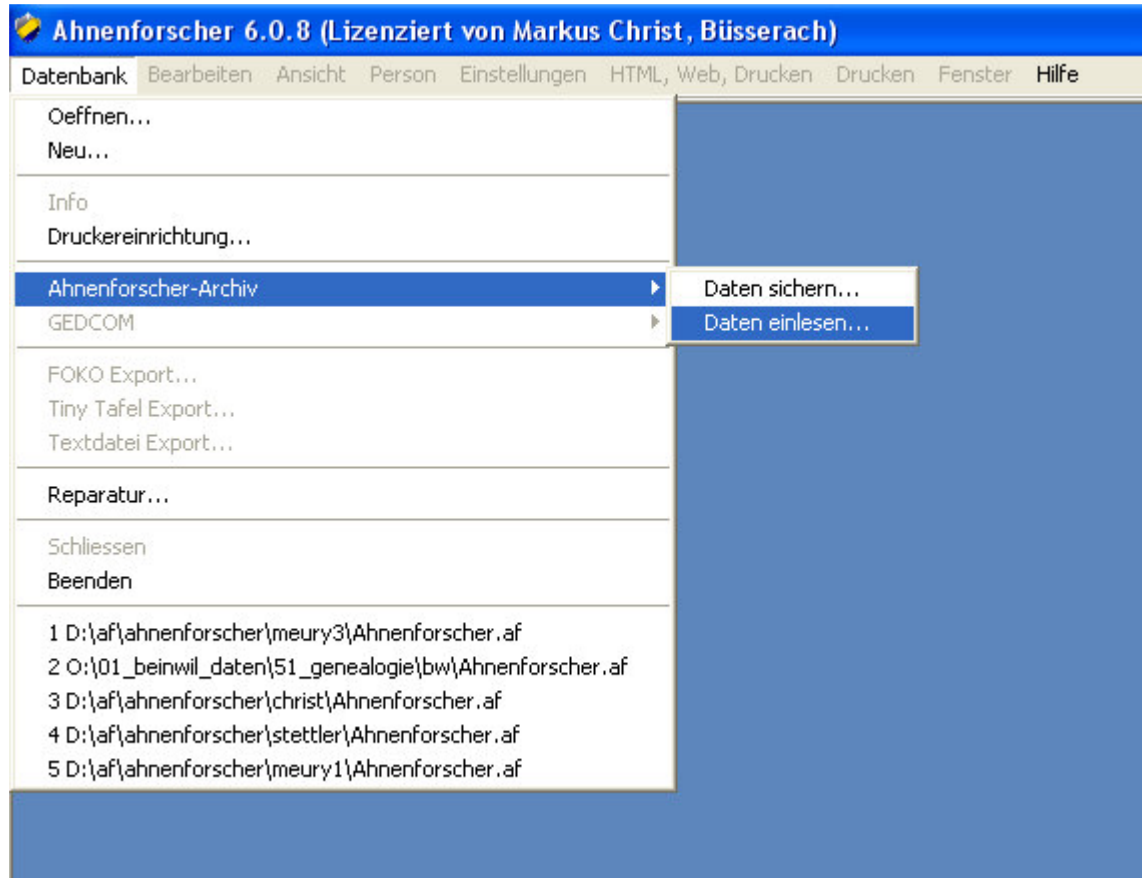 Ahnenforscher 6.0.8 (Lizenziert von Markus Christ, Büsserach)
Datenbank Bearbeiten Ansicht Person Einstellungen HTML, Web, Drucken Drucken Fenster Hilfe
Oeffnen...
Neu...
Info
Druckereinrichtung...
Ahnenforscher-Archiv
Daten sichern...
GEDCOM
Daten einlesen...
FOKO Export...
Tiny Tafel Export...
Textdatei Export...
Reparatur...
Schliessen
Beenden
1 D:\af\ahnenforscher\meury3\Ahnenforscher.af
2 O:\01_beinwil_daten\51_genealogie\bw\Ahnenforscher.af
3 D:\af\ahnenforscher\christ\Ahnenforscher.af
4 D:\af\ahnenforscher\stettler\Ahnenforscher.af
5 D:\af\ahnenforscher\meury1\Ahnenforscher.af